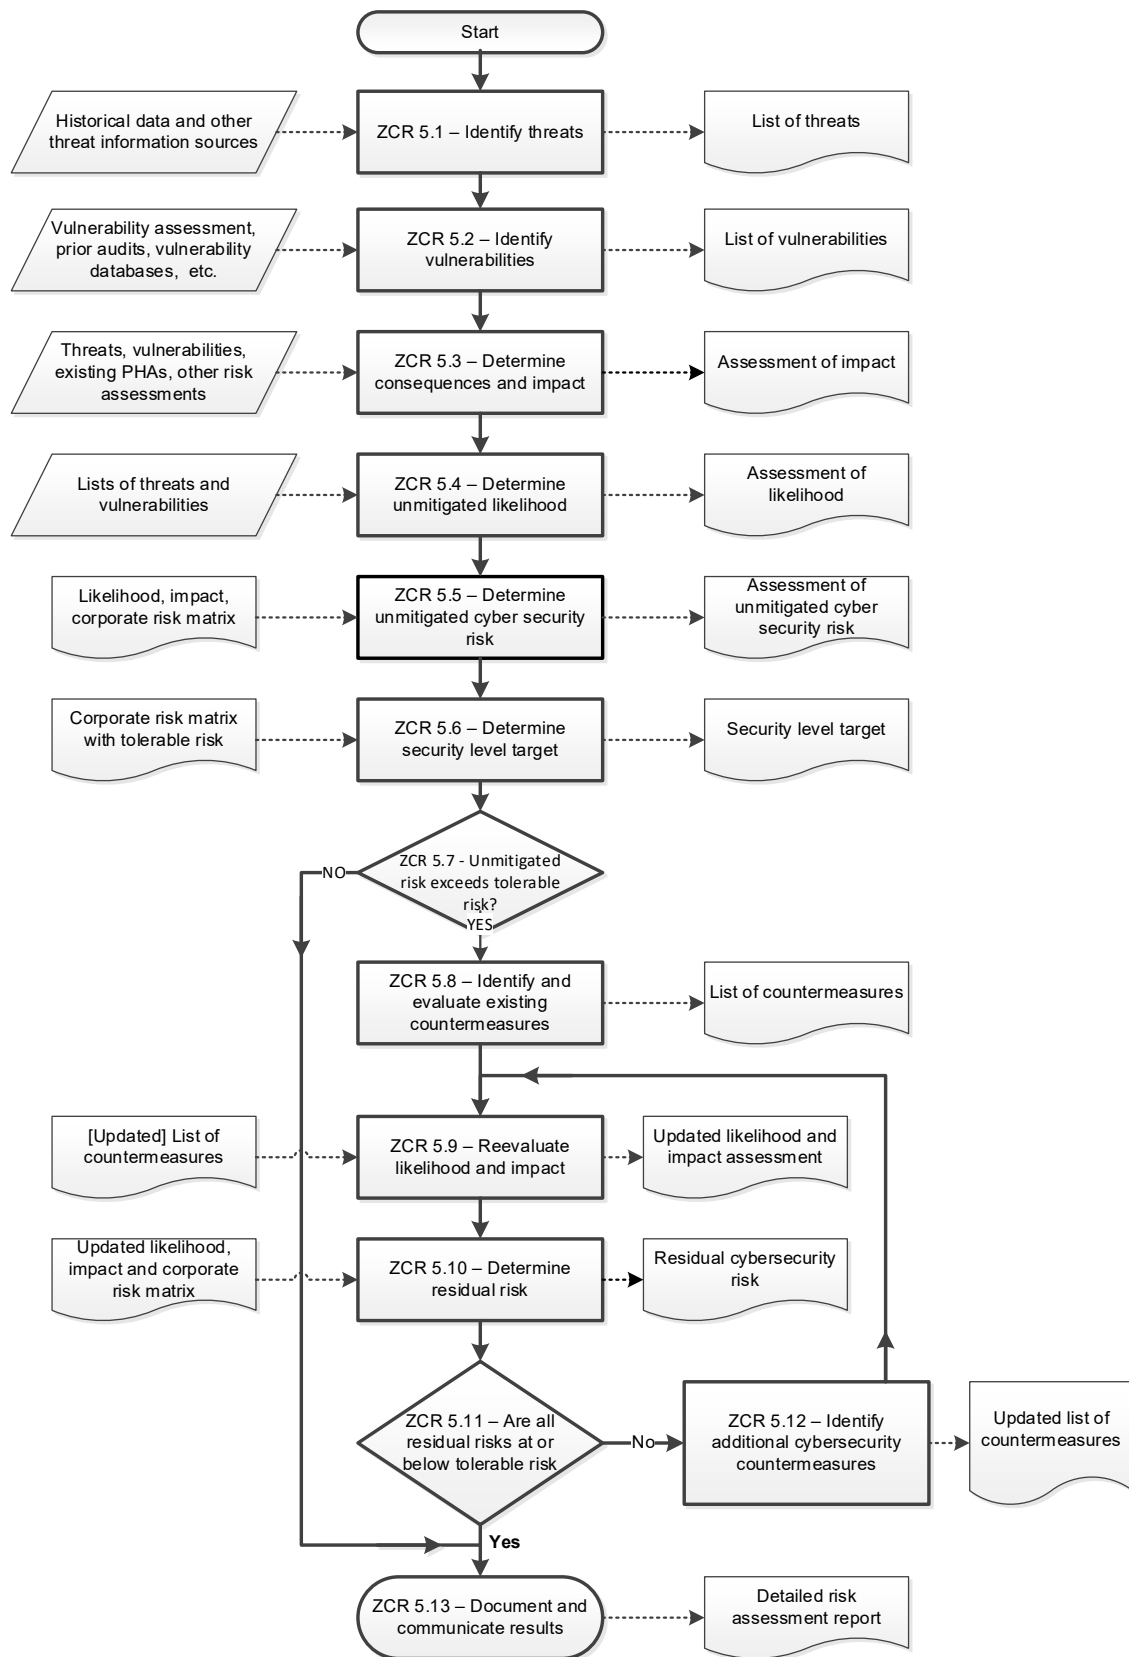 Start
Historical data and other
threat information sources
ZCR 5.1 – Identify threats
List of threats
Vulnerability assessment,
prior audits, vulnerability
databases,  etc.
ZCR 5.2 – Identify
vulnerabilities
List of vulnerabilities
Threats, vulnerabilities,
existing PHAs, other risk
assessments
ZCR 5.3 – Determine
consequences and impact
Assessment of impact
Lists of threats and
vulnerabilities
ZCR 5.4 – Determine
unmitigated likelihood
Assessment of
likelihood
Likelihood, impact,
corporate risk matrix
ZCR 5.5 – Determine
unmitigated cyber security
risk
Assessment of
unmitigated cyber
security risk
Corporate risk matrix
with tolerable risk
ZCR 5.6 – Determine
security level target
Security level target
ZCR 5.7 - Unmitigated
risk exceeds tolerable
risk?
NO
YES
ZCR 5.8 – Identify and
evaluate existing
countermeasures
List of countermeasures
[Updated] List of
countermeasures
ZCR 5.9 – Reevaluate
likelihood and impact
Updated likelihood and
impact assessment
Updated likelihood,
impact and corporate
risk matrix
ZCR 5.10 – Determine
residual risk
Residual cybersecurity
risk
ZCR 5.11 – Are all
residual risks at or
below tolerable risk
No
ZCR 5.12 – Identify
additional cybersecurity
countermeasures
Updated list of
countermeasures
Yes
ZCR 5.13 – Document and
communicate results
Detailed risk
assessment report